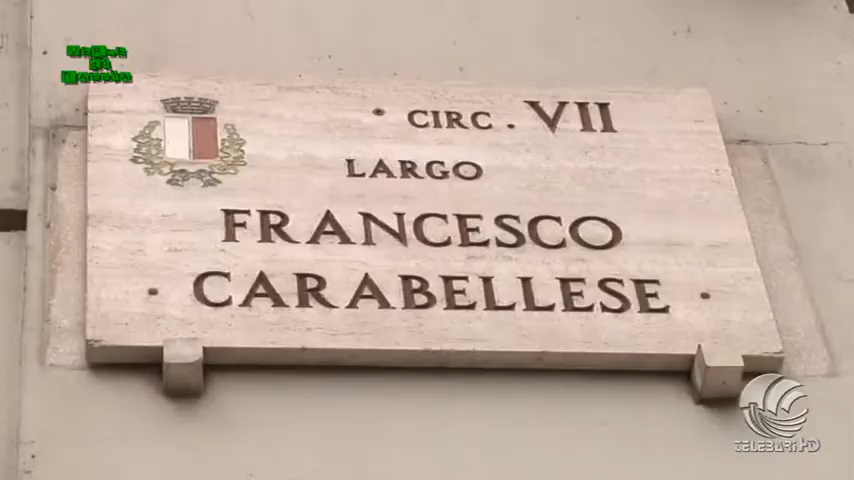 CIRC. VII
LARGO
FRANCESCO
CARABELLESE
TELEBARI HD